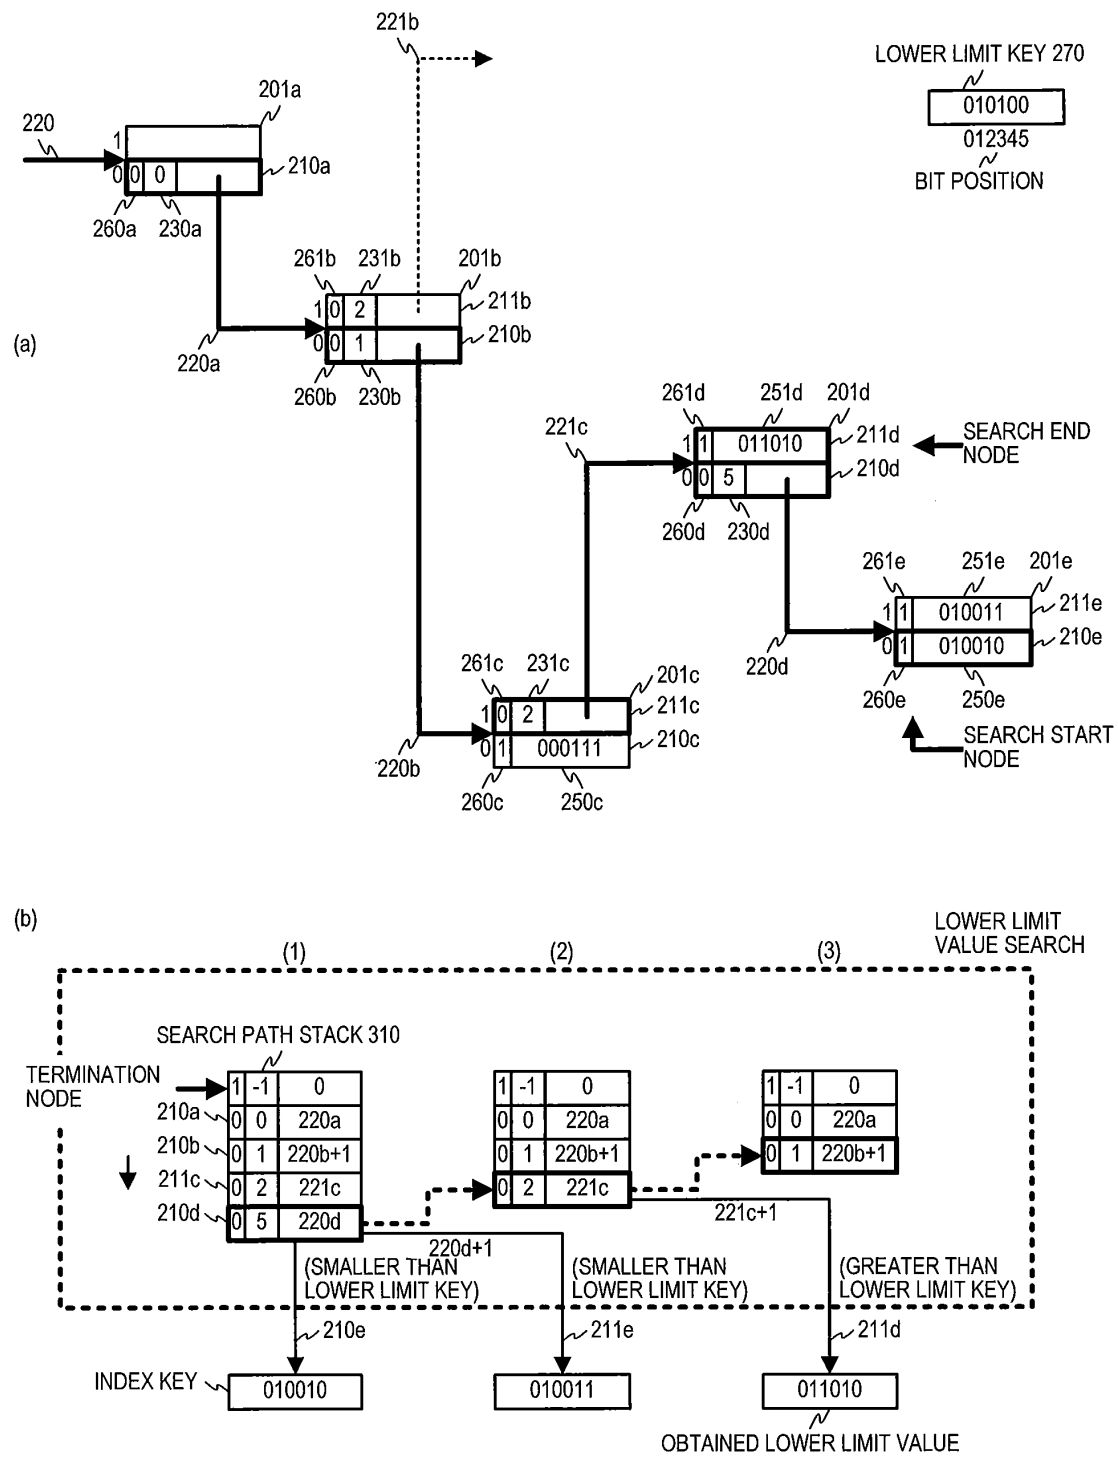 221b
LOWER LIMIT KEY 270
010100
012345
BIT POSITION
201a
220
1
0 0 0
210a
260a 230a
261b 231b 201b
1 0 2
211b
0 0 1
210b
(a)
220a
260b 230b
261d 251d 201d
221c
1 1 011010
211d
SEARCH END
NODE
0 0 5
210d
260d 230d
261e 251e 201e
1 1 010011
211e
0 1 010010
210e
220d
260e 250e
261c 231c 201c
1 0 2
211c
0 1 000111
210c
220b
260c 250c
SEARCH START
NODE
(b)
LOWER LIMIT
VALUE SEARCH
(1) (2) (3)
SEARCH PATH STACK 310
TERMINATION
NODE
1 -1 0
1 -1 0
1 -1 0
210a
0 0 220a
0 0 220a
0 0 220a
210b
0 1 220b+1
0 1 220b+1
0 1 220b+1
211c
0 2 221c
0 2 221c
210d
0 5 220d
221c+1
220d+1
(SMALLER THAN
LOWER LIMIT KEY)
(SMALLER THAN
LOWER LIMIT KEY)
(GREATER THAN
LOWER LIMIT KEY)
210e
211e
211d
INDEX KEY
010010
010011
011010
OBTAINED LOWER LIMIT VALUE